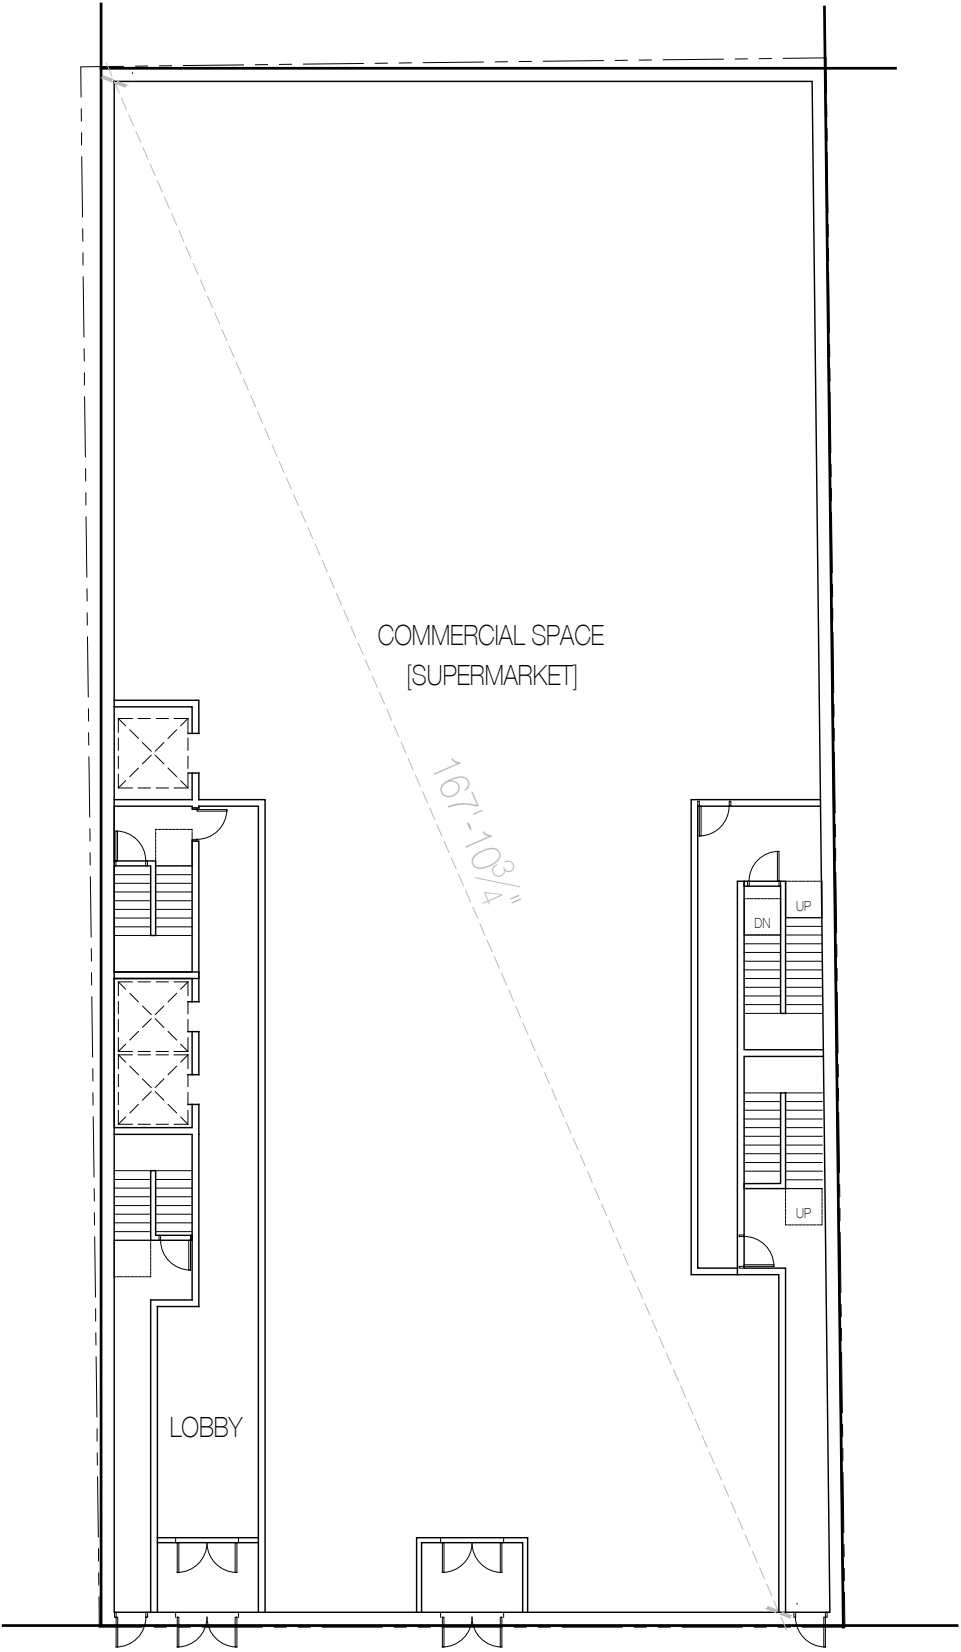 COMMERCIAL SPACE
[SUPERMARKET]
167'-10¾"
UP
DN
UP
LOBBY